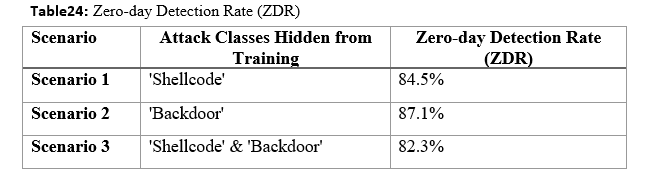 Table24: Zero-day Detection Rate (ZDR)
Scenario Attack Classes Hidden from Training Zero-day Detection Rate (ZDR)
Scenario 1 'Shellcode' 84.5%
Scenario 2 'Backdoor' 87.1%
Scenario 3 'Shellcode' & 'Backdoor' 82.3%